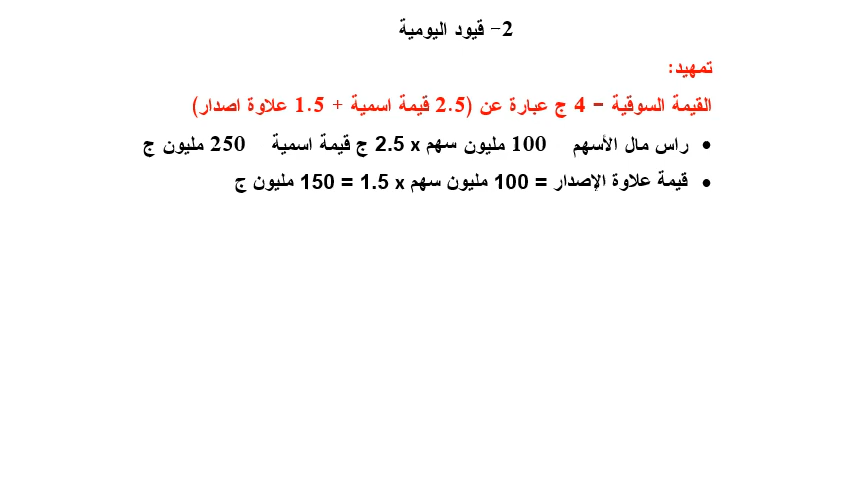 2- قيود اليومية
تمهيد:
القيمة السوقية - 4 ج عبارة عن (2.5 قيمة اسمية + 1.5 علاوة اصدار)
• راس مال الأسهم 100 مليون سهم x 2.5 ج قيمة اسمية 250 مليون ج
• قيمة علاوة الإصدار = 100 مليون سهم x 1.5 = 150 مليون ج